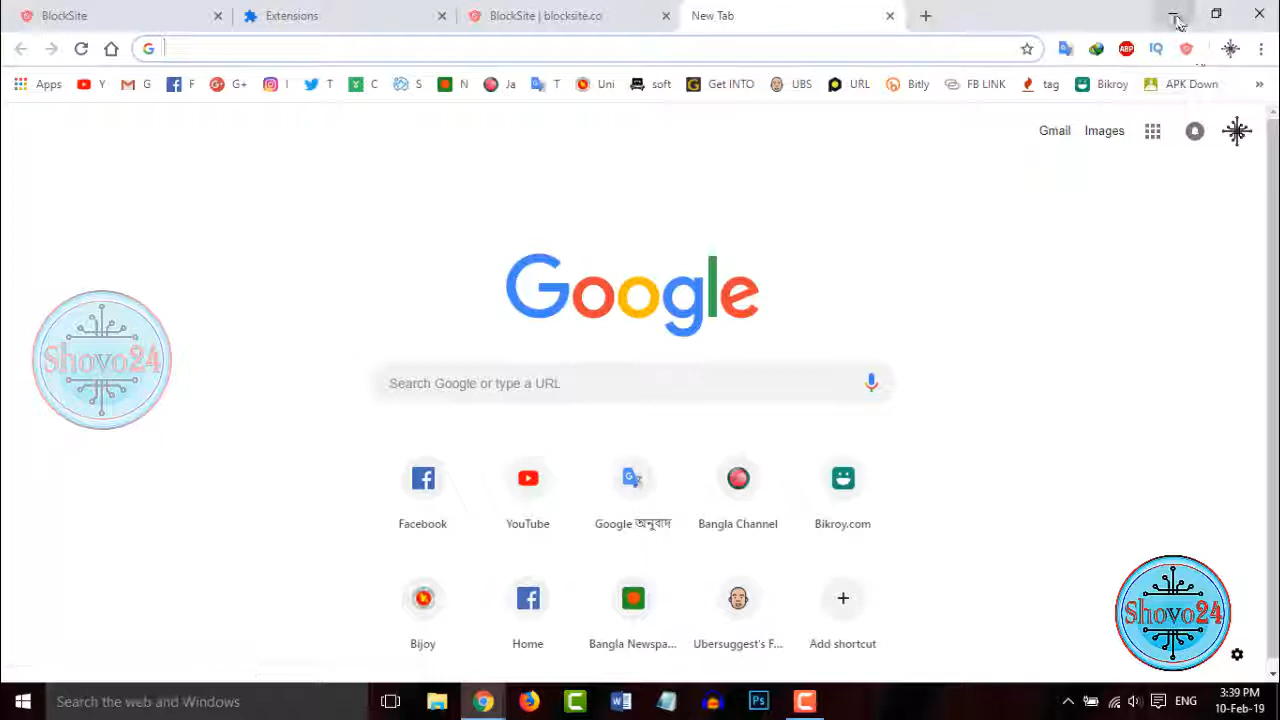 BlockSite
Extensions
BlockSite | blocksite.co
New Tab
Apps
Y
G
F
G+
I
T
C
S
N
Ja
T
Uni
soft
Get INTO
UBS
URL
Bitly
FB LINK
tag
Bikroy
APK Down
»
ABP
IQ
Gmail
Images
Google
Search Google or type a URL
Shovo24
Facebook
YouTube
Google অনুবাদ
Bangla Channel
Bikroy.com
Bijoy
Home
Bangla Newspa...
Ubersuggest's F...
Add shortcut
Shovo24
Search the web and Windows
ENG
3:39 PM
10-Feb-19